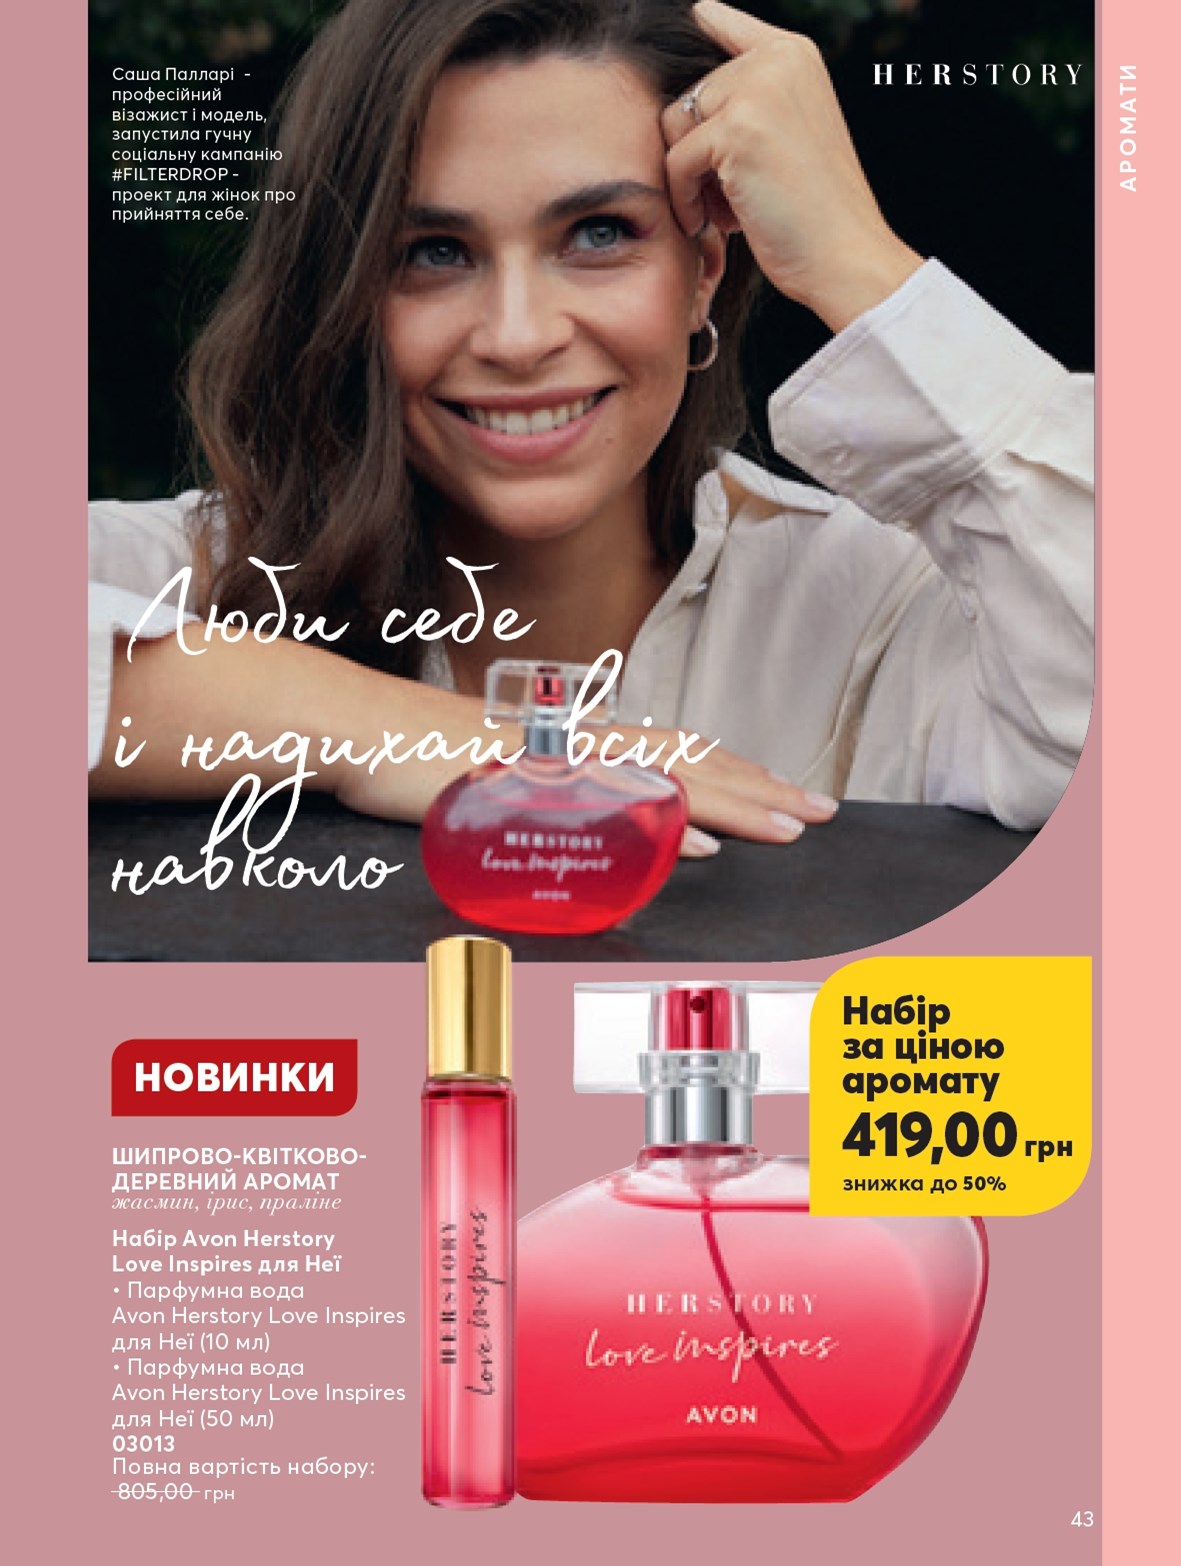 Саша Палларі -
професійний
візажист і модель,
запустила гучну
соціальну кампанію
#FILTERDROP -
проект для жінок про
прийняття себе.
HERSTORY
АРОМАТИ
Люби себе
і надихай всіх
навколо
HERSTORY
love inspires
AVON
НОВИНКИ
Набір
за ціною
аромату
419,00 грн
знижка до 50%
ШИПРОВО-КВІТКОВО-
ДЕРЕВНИЙ АРОМАТ
жасмин, ірис, праліне
Набір Avon Herstory
Love Inspires для Неї
• Парфумна вода
Avon Herstory Love Inspires
для Неї (10 мл)
• Парфумна вода
Avon Herstory Love Inspires
для Неї (50 мл)
03013
Повна вартість набору:
805,00 грн
HERSTORY
love inspires
HERSTORY
love inspires
AVON
43